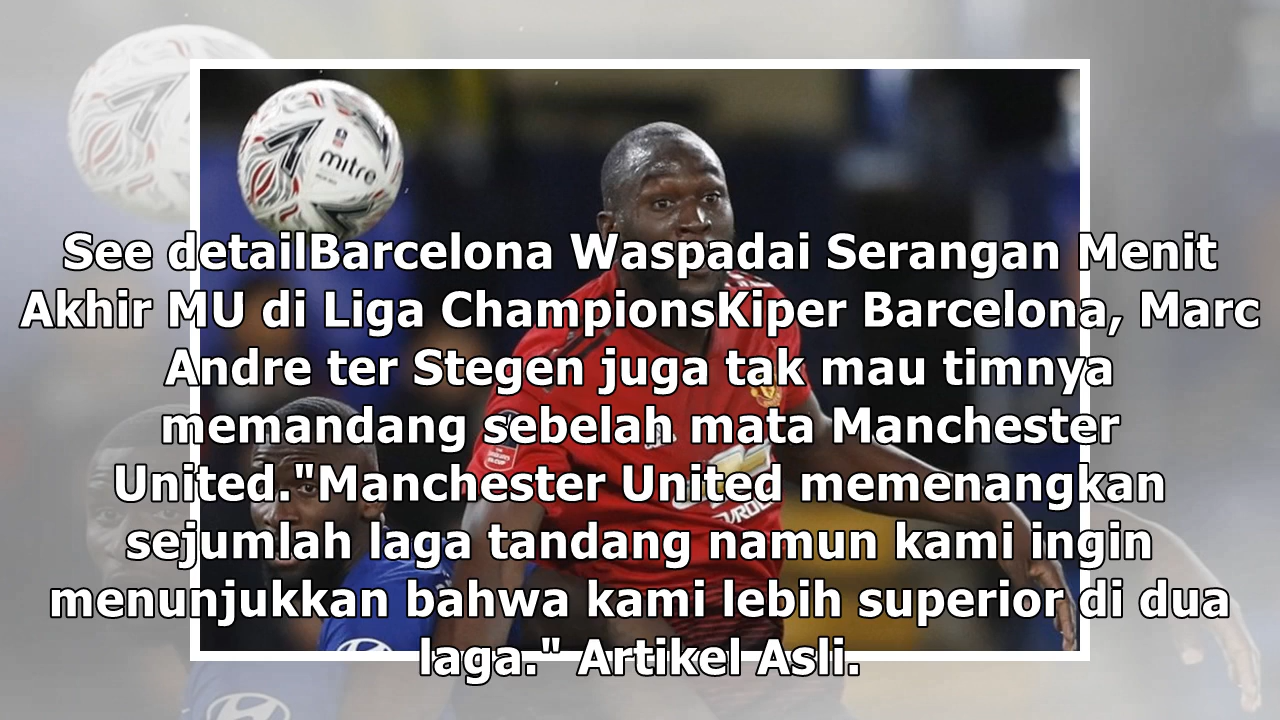 mitre
See detailBarcelona Waspadai Serangan Menit
Akhir MU di Liga ChampionsKiper Barcelona, Marc
Andre ter Stegen juga tak mau timnya
memandang sebelah mata Manchester
United."Manchester United memenangkan
sejumlah laga tandang namun kami ingin
menunjukkan bahwa kami lebih superior di dua
laga." Artikel Asli.